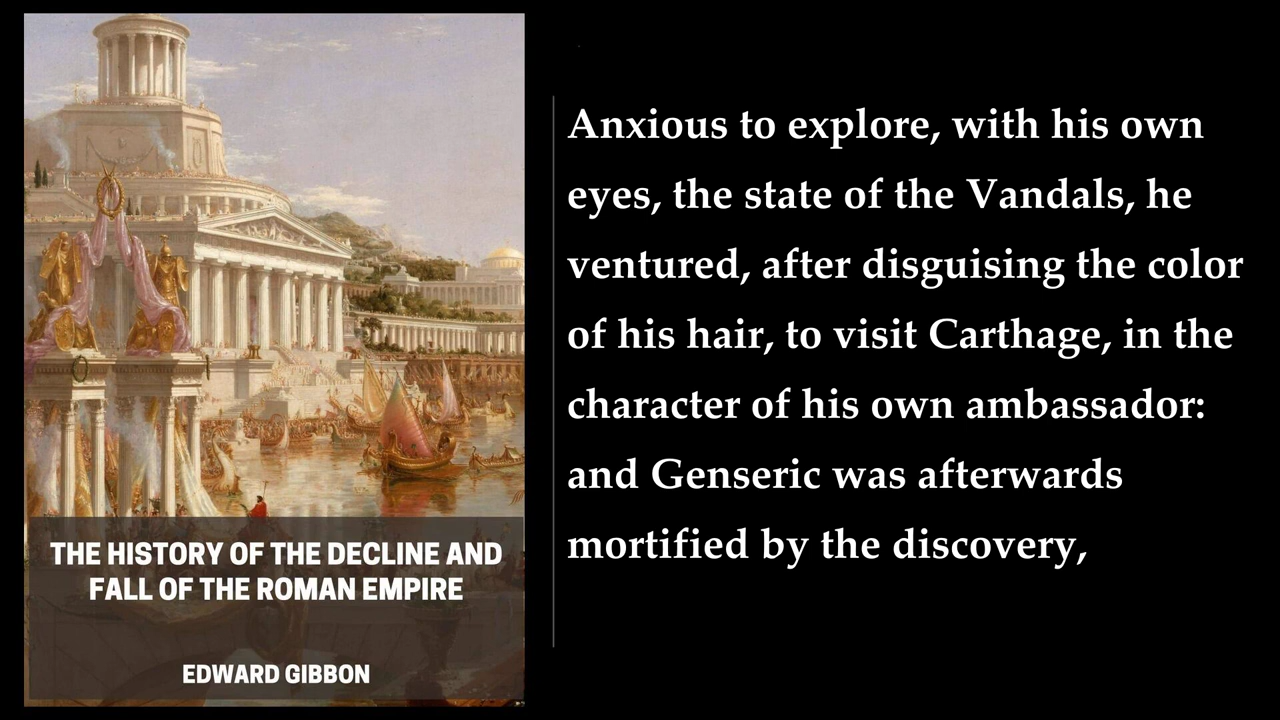 THE HISTORY OF THE DECLINE AND
FALL OF THE ROMAN EMPIRE
EDWARD GIBBON
Anxious to explore, with his own
eyes, the state of the Vandals, he
ventured, after disguising the color
of his hair, to visit Carthage, in the
character of his own ambassador:
and Genseric was afterwards
mortified by the discovery,